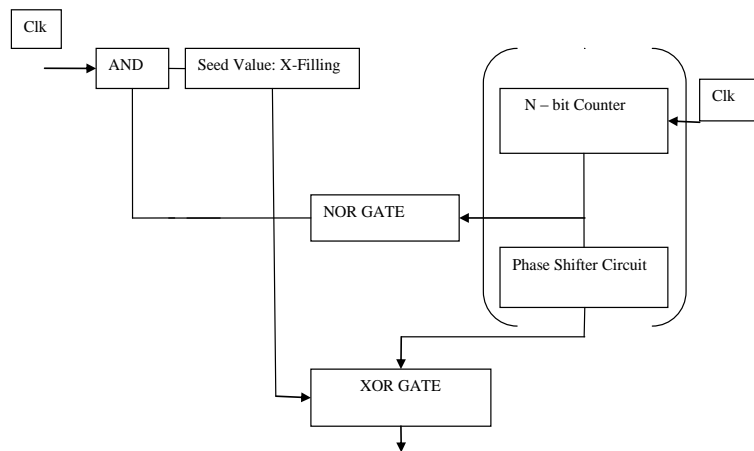 Clk
AND
Seed Value: X-Filling
N – bit Counter
Clk
NOR GATE
Phase Shifter Circuit
XOR GATE